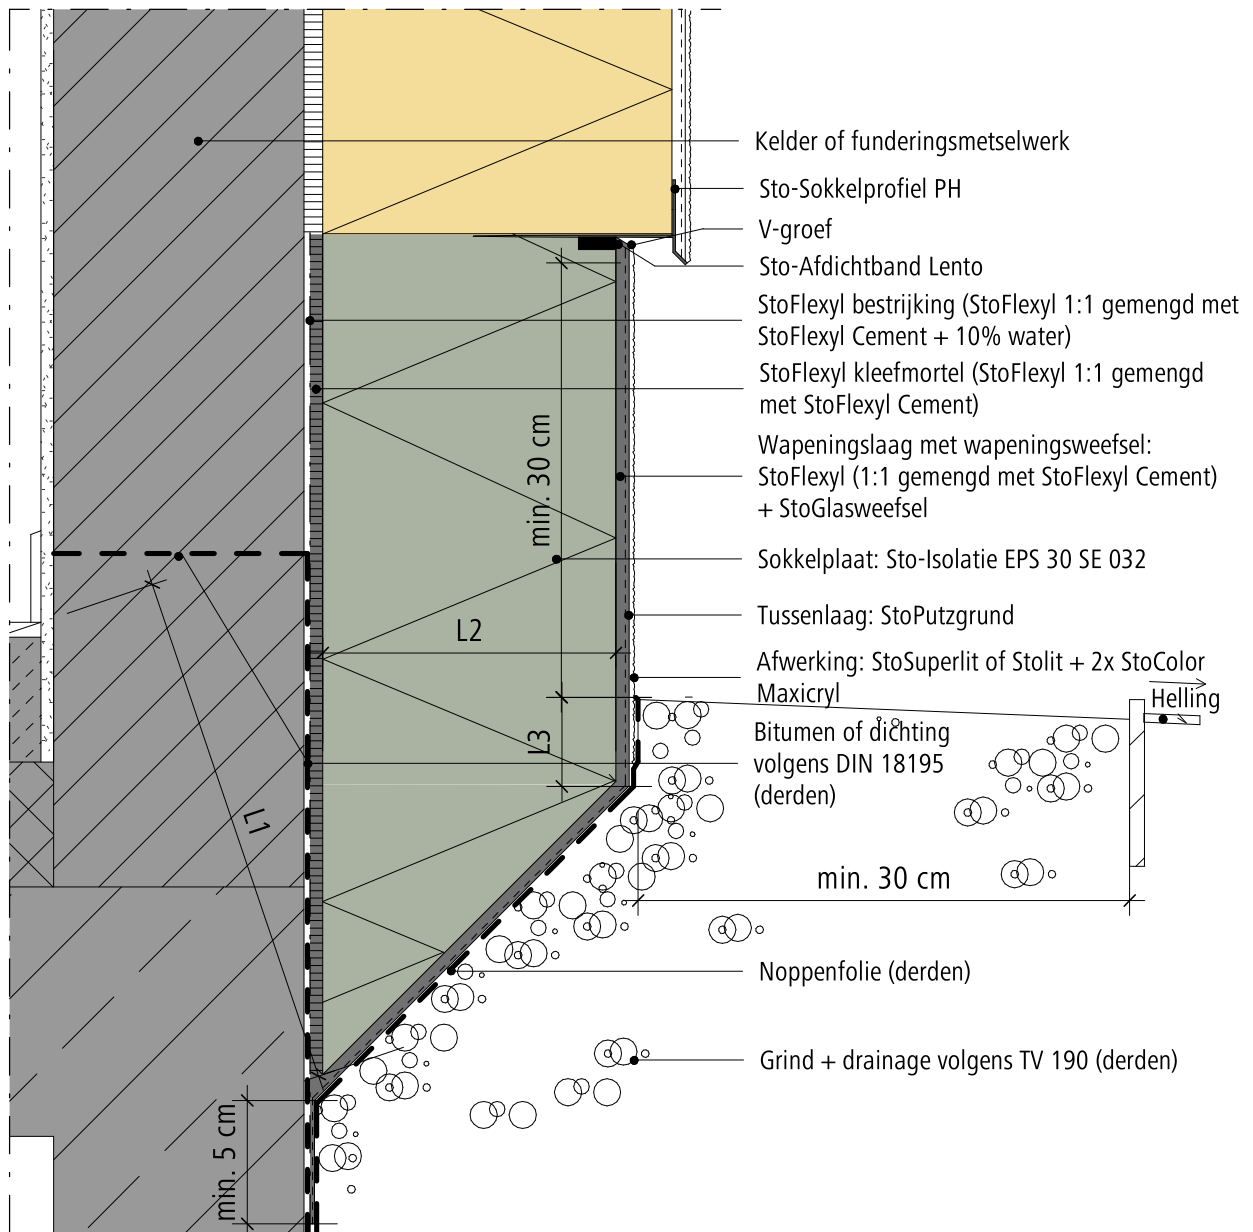 Kelder of funderingsmetselwerk
Sto-Sokkelprofiel PH
V-groef
Sto-Afdichtband Lento
StoFlexyl bestrijking (StoFlexyl 1:1 gemengd met
StoFlexyl Cement + 10% water)
StoFlexyl kleefmortel (StoFlexyl 1:1 gemengd
met StoFlexyl Cement)
Wapeningslaag met wapeningsweefsel:
StoFlexyl (1:1 gemengd met StoFlexyl Cement)
+ StoGlasweefsel
min. 30 cm
Sokkelplaat: Sto-Isolatie EPS 30 SE 032
Tussenlaag: StoPutzgrund
L2
Afwerking: StoSuperlit of Stolit + 2x StoColor
Maxicryl
Helling
L3
Bitumen of dichting
volgens DIN 18195
(derden)
L1
min. 30 cm
Noppenfolie (derden)
Grind + drainage volgens TV 190 (derden)
min. 5 cm